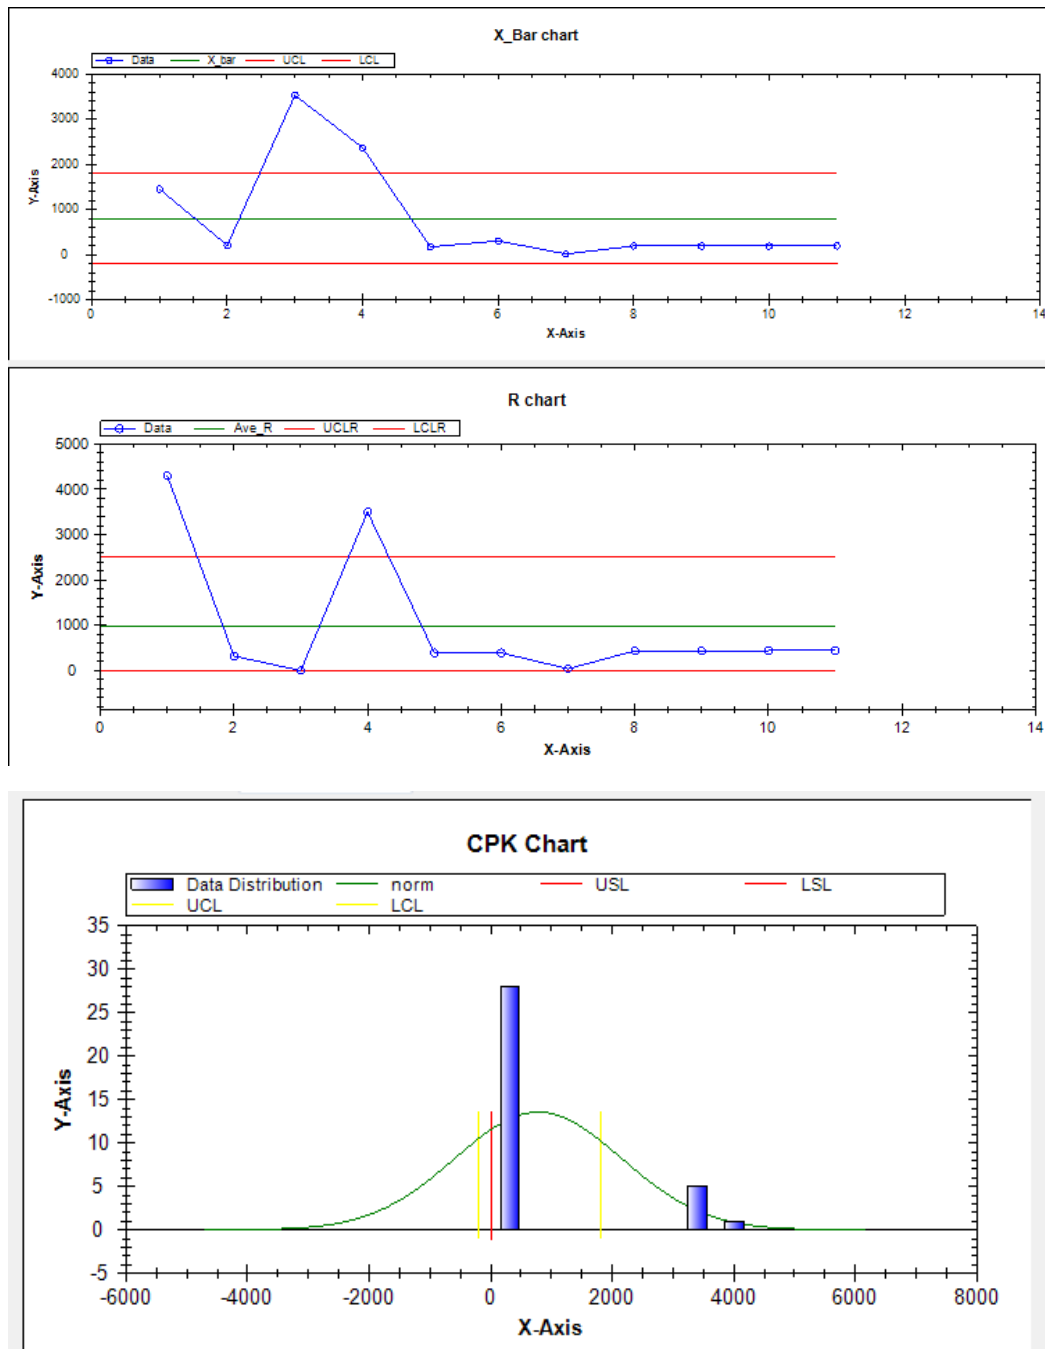 X_Bar chart
Data X_bar UCL LCL
4000
3000
2000
1000
0
-1000
Y-Axis
0 2 4 6 8 10 12 14
X-Axis
R chart
Data Ave_R UCLR LCLR
5000
4000
3000
2000
1000
0
Y-Axis
0 2 4 6 8 10 12 14
X-Axis
CPK Chart
Data Distribution norm USL LSL
UCL LCL
35
30
25
20
15
10
5
0
-5
Y-Axis
-6000 -4000 -2000 0 2000 4000 6000 8000
X-Axis